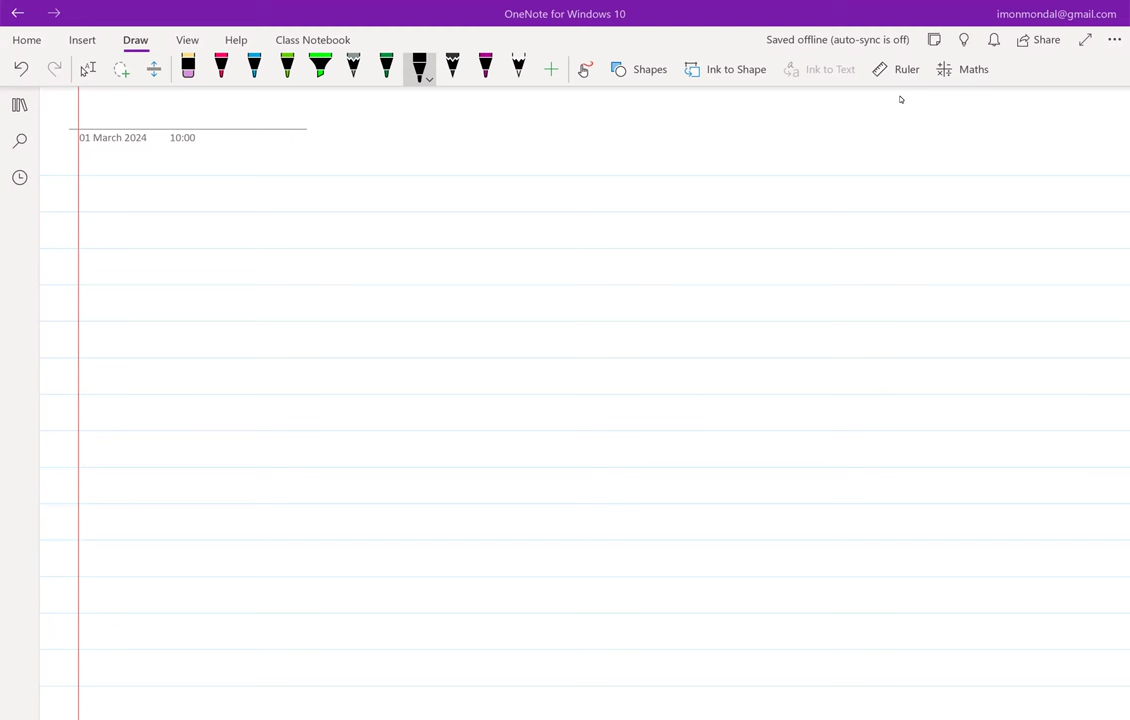 OneNote for Windows 10
imonmondal@gmail.com
Home Insert Draw View Help Class Notebook
Saved offline (auto-sync is off) Share
Shapes Ink to Shape Ink to Text Ruler Maths
01 March 2024 10:00